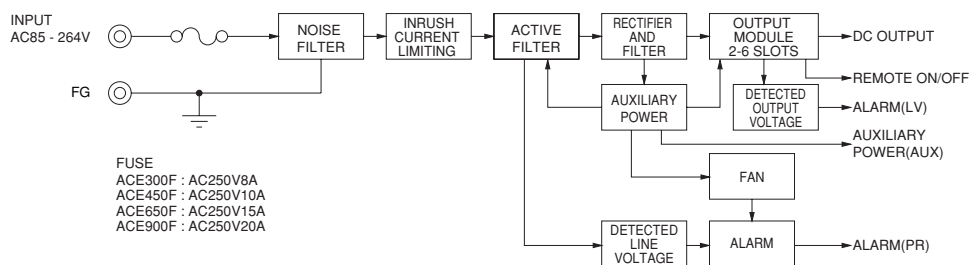 INPUT
AC85 - 264V
FG
NOISE
FILTER
INRUSH
CURRENT
LIMITING
ACTIVE
FILTER
RECTIFIER
AND
FILTER
OUTPUT
MODULE
2-6 SLOTS
DC OUTPUT
REMOTE ON/OFF
AUXILIARY
POWER
DETECTED
OUTPUT
VOLTAGE
ALARM(LV)
AUXILIARY
POWER(AUX)
FUSE
ACE300F : AC250V8A
ACE450F : AC250V10A
ACE650F : AC250V15A
ACE900F : AC250V20A
FAN
DETECTED
LINE
VOLTAGE
ALARM
ALARM(PR)